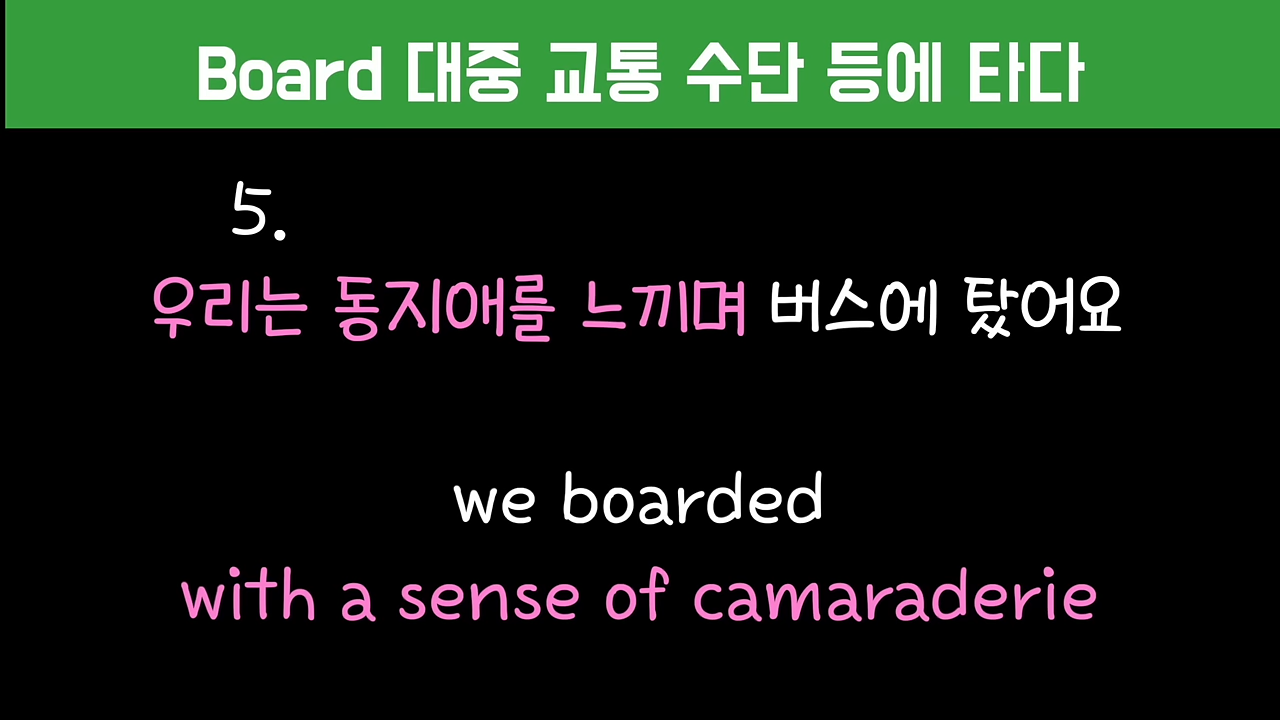 Board 대중 교통 수단 등에 타다
5.
우리는 동지애를 느끼며 버스에 탔어요
we boarded
with a sense of camaraderie